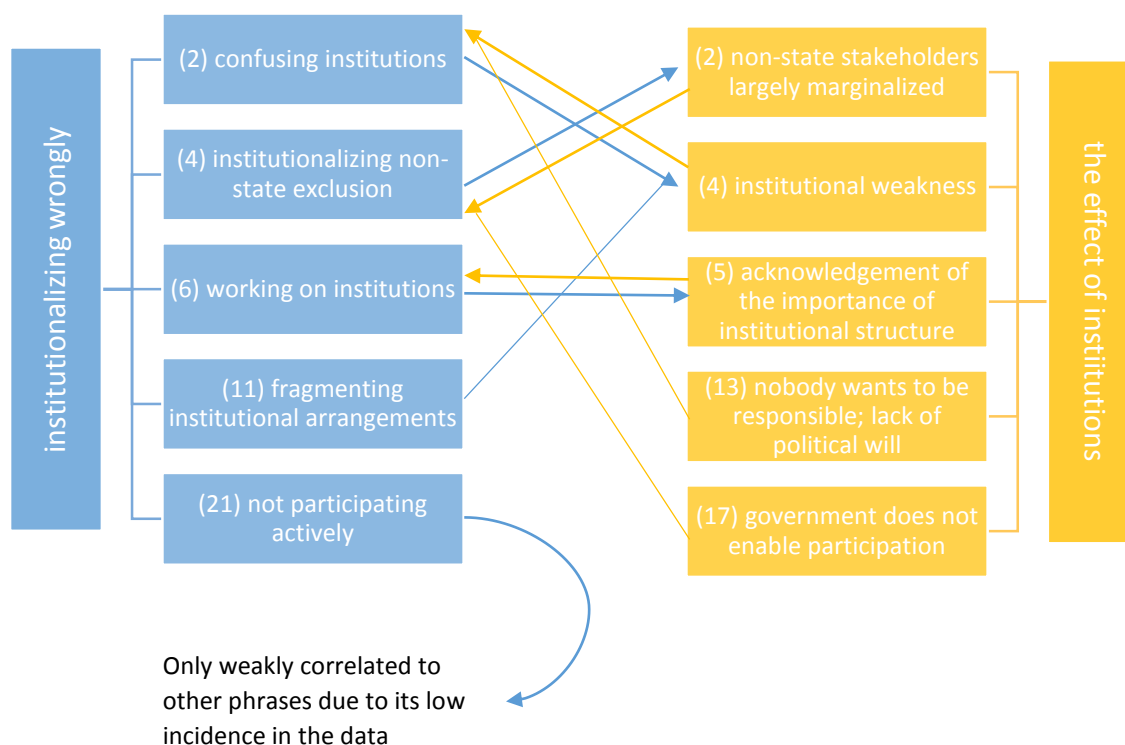 institutionalizing wrongly
(2) confusing institutions
(4) institutionalizing non-
state exclusion
(6) working on institutions
(11) fragmenting
institutional arrangements
(21) not participating
actively
(2) non-state stakeholders
largely marginalized
(4) institutional weakness
(5) acknowledgement of
the importance of
institutional structure
(13) nobody wants to be
responsible; lack of
political will
(17) government does not
enable participation
the effect of instiitutions
Only weakly correlated to
other phrases due to its low
incidence in the data